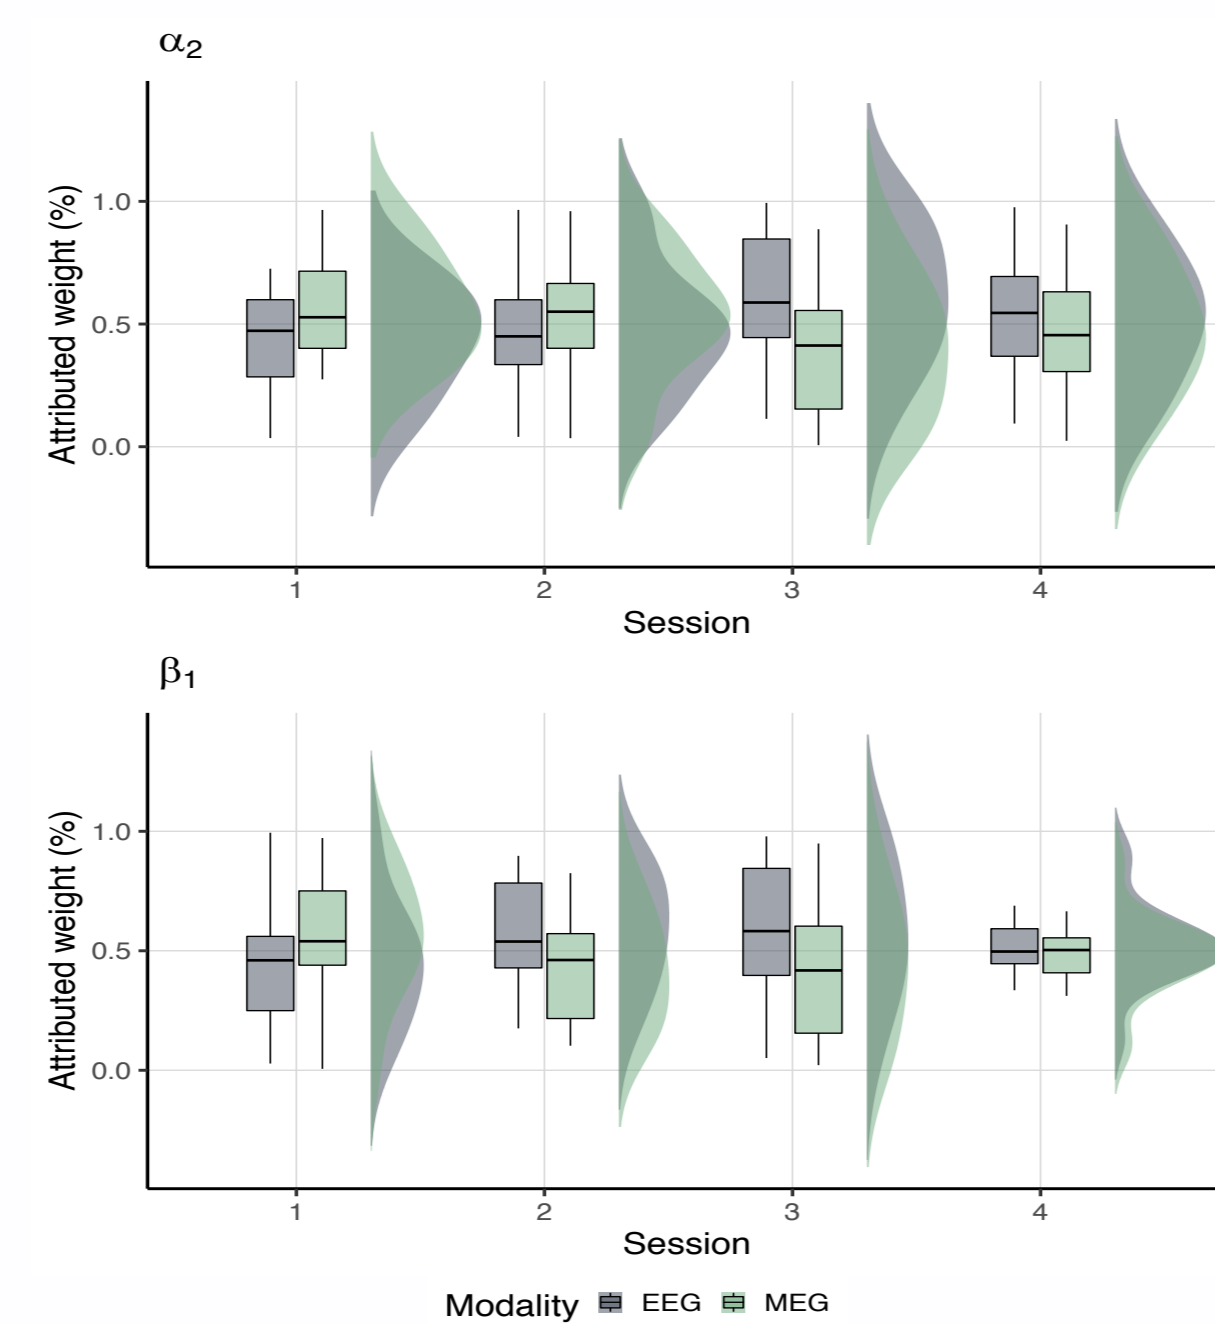 α2
Attributed weight (%)
1.0
0.5
0.0
1 2 3 4
Session
β1
Attributed weight (%)
1.0
0.5
0.0
1 2 3 4
Session
Modality EEG MEG